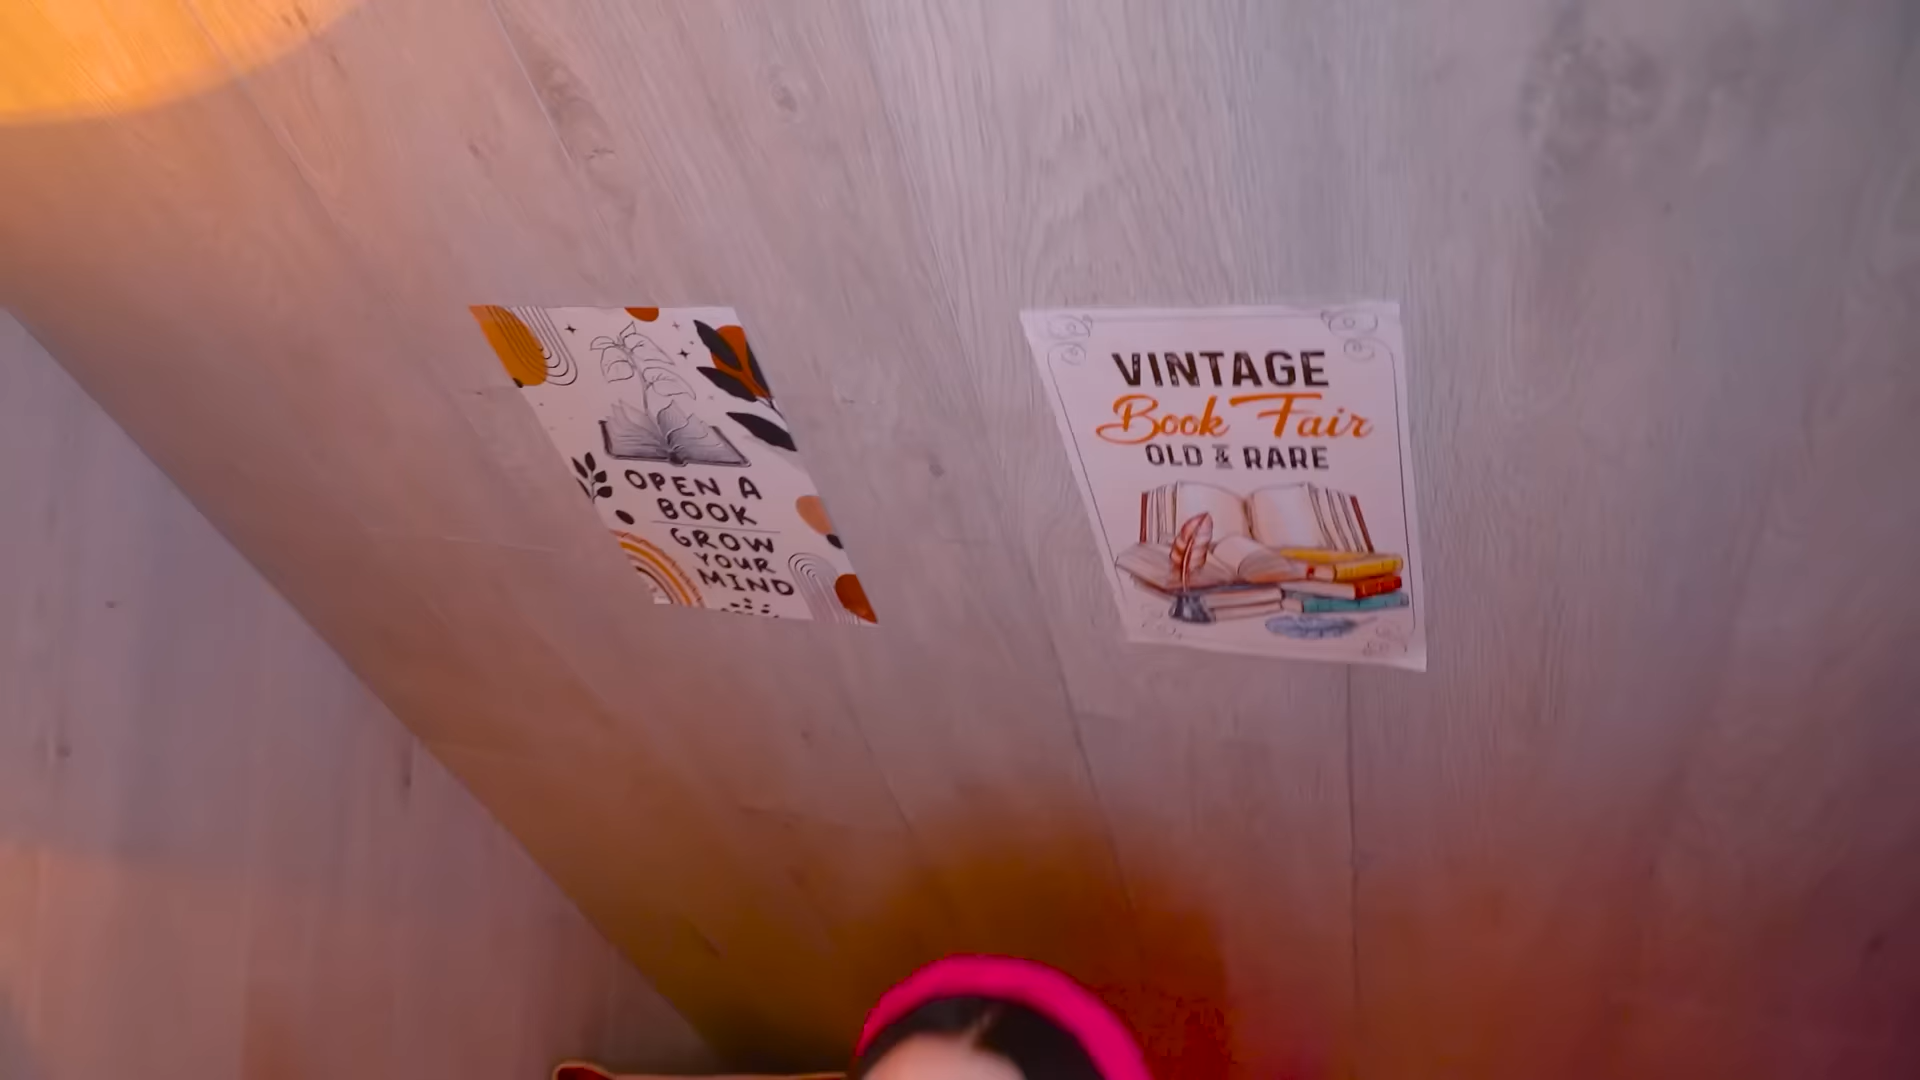 OPEN A
BOOK
GROW
YOUR
MIND
VINTAGE
Book Fair
OLD & RARE